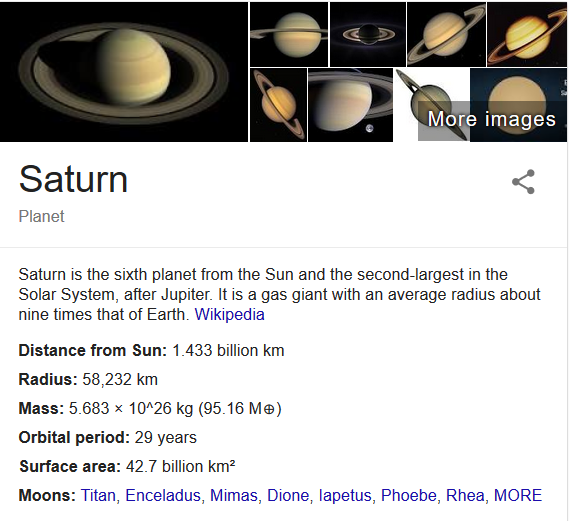 More images
Saturn
Planet
Saturn is the sixth planet from the Sun and the second-largest in the
Solar System, after Jupiter. It is a gas giant with an average radius about
nine times that of Earth. Wikipedia
Distance from Sun: 1.433 billion km
Radius: 58,232 km
Mass: 5.683 × 10^26 kg (95.16 M⊕)
Orbital period: 29 years
Surface area: 42.7 billion km²
Moons: Titan, Enceladus, Mimas, Dione, Iapetus, Phoebe, Rhea, MORE